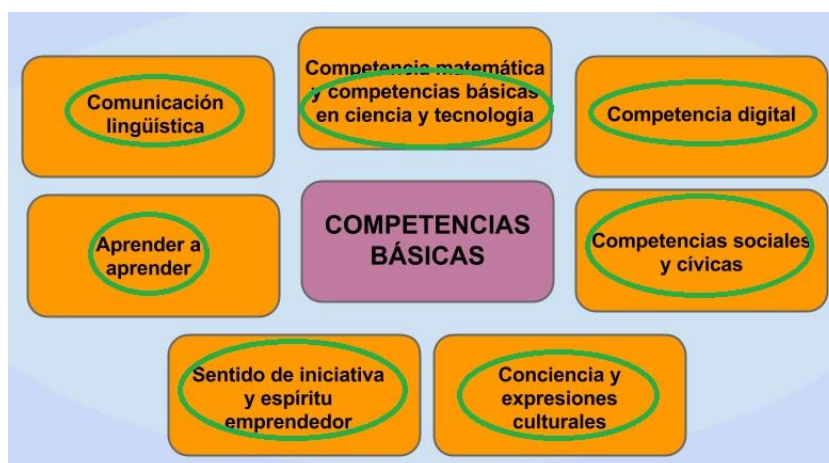 Comunicación
lingüística
Competencia matemática
y competencias básicas
en ciencia y tecnología
Competencia digital
Aprender a
aprender
COMPETENCIAS
BÁSICAS
Competencias sociales
y cívicas
Sentido de iniciativa
y espíritu
emprendedor
Conciencia y
expresiones
culturales